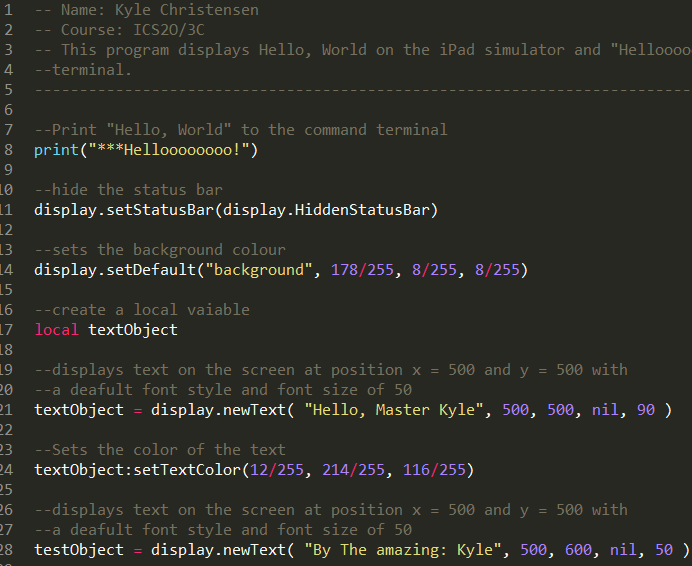 1 -- Name: Kyle Christensen
2 -- Course: ICS2O/3C
3 -- This program displays Hello, World on the iPad simulator and "Helloooo
4 --terminal.
5 --------------------------------------------------------------------------
6
7 --Print "Hello, World" to the command terminal
8 print("***Helloooooooo!")
9
10 --hide the status bar
11 display.setStatusBar(display.HiddenStatusBar)
12
13 --sets the background colour
14 display.setDefault("background", 178/255, 8/255, 8/255)
15
16 --create a local vaiable
17 local textObject
18
19 --displays text on the screen at position x = 500 and y = 500 with
20 --a deafult font style and font size of 50
21 textObject = display.newText( "Hello, Master Kyle", 500, 500, nil, 90 )
22
23 --Sets the color of the text
24 textObject:setTextColor(12/255, 214/255, 116/255)
25
26 --displays text on the screen at position x = 500 and y = 500 with
27 --a deafult font style and font size of 50
28 testObject = display.newText( "By The amazing: Kyle", 500, 600, nil, 50 )